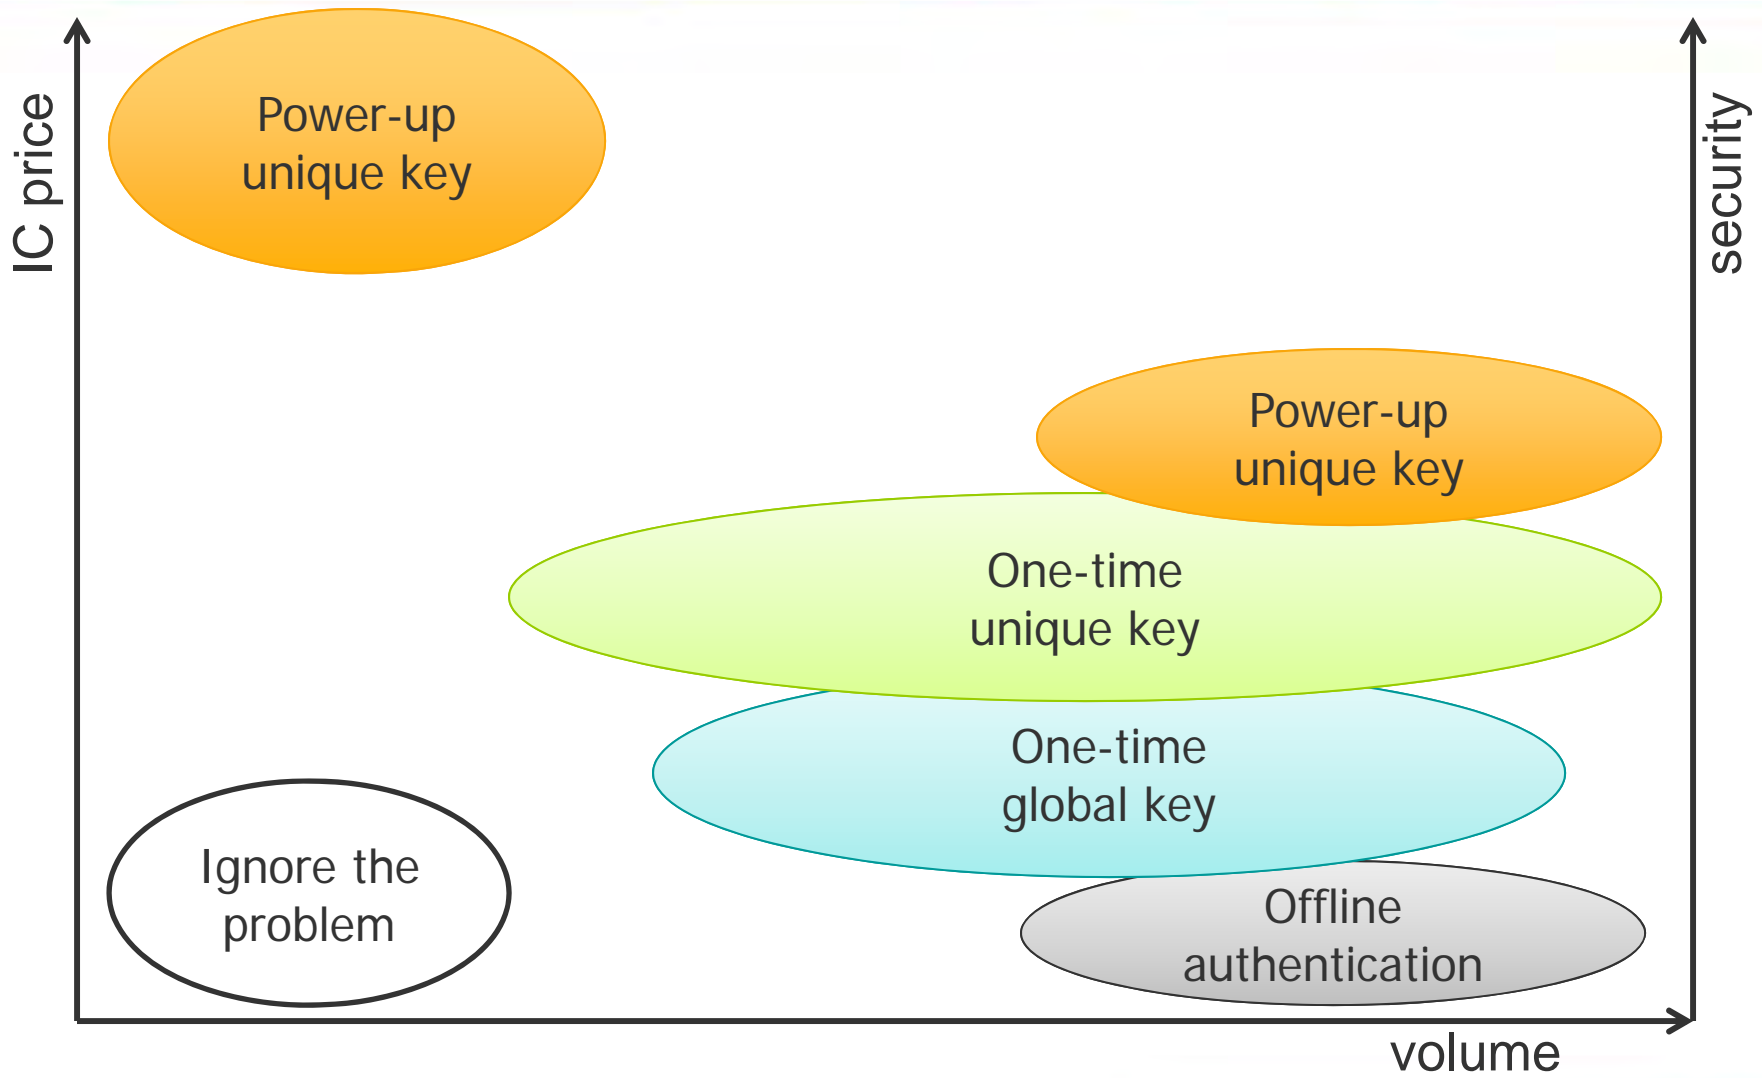 IC price
security
Power-up
unique key
Power-up
unique key
One-time
unique key
One-time
global key
Ignore the
problem
Offline
authentication
volume